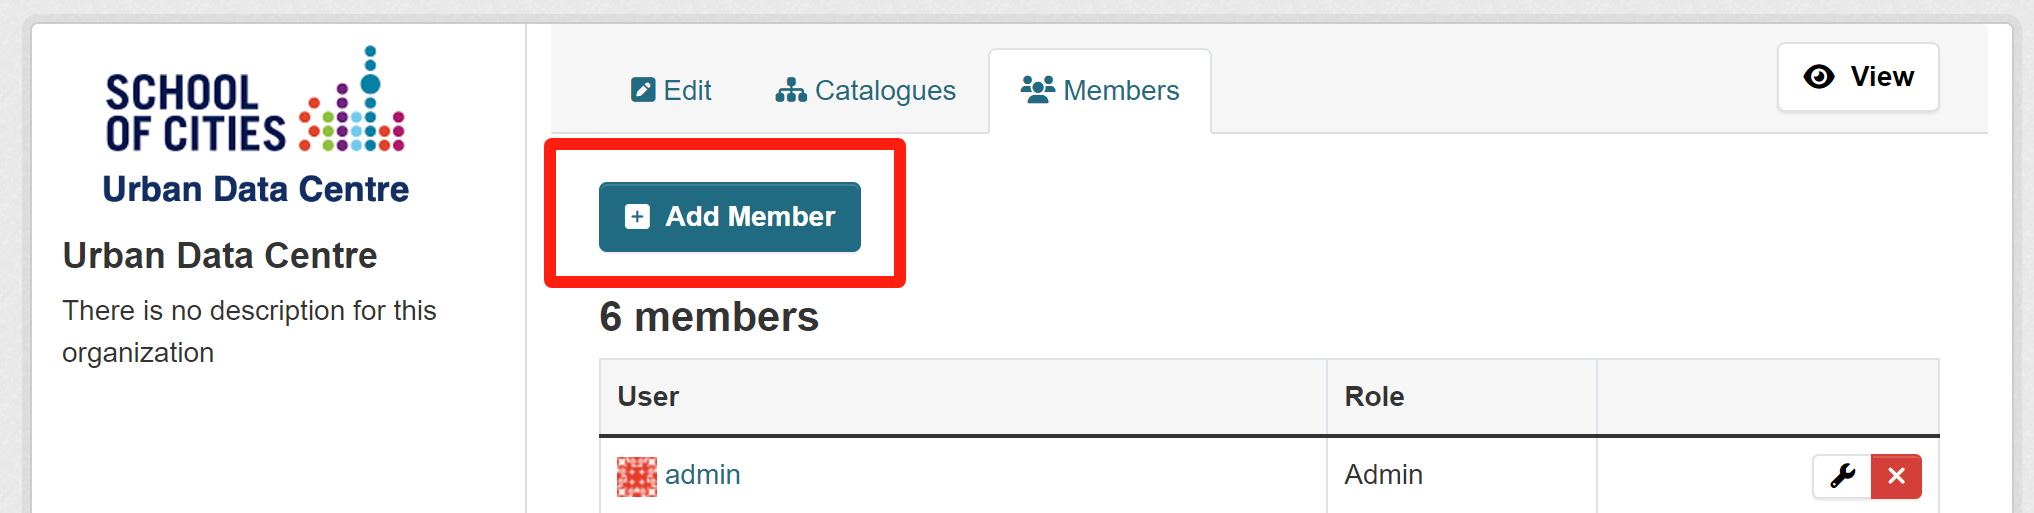 SCHOOL
OF CITIES
Urban Data Centre
Urban Data Centre
There is no description for this
organization
Edit
Catalogues
Members
View
Add Member
6 members
User
Role
admin
Admin